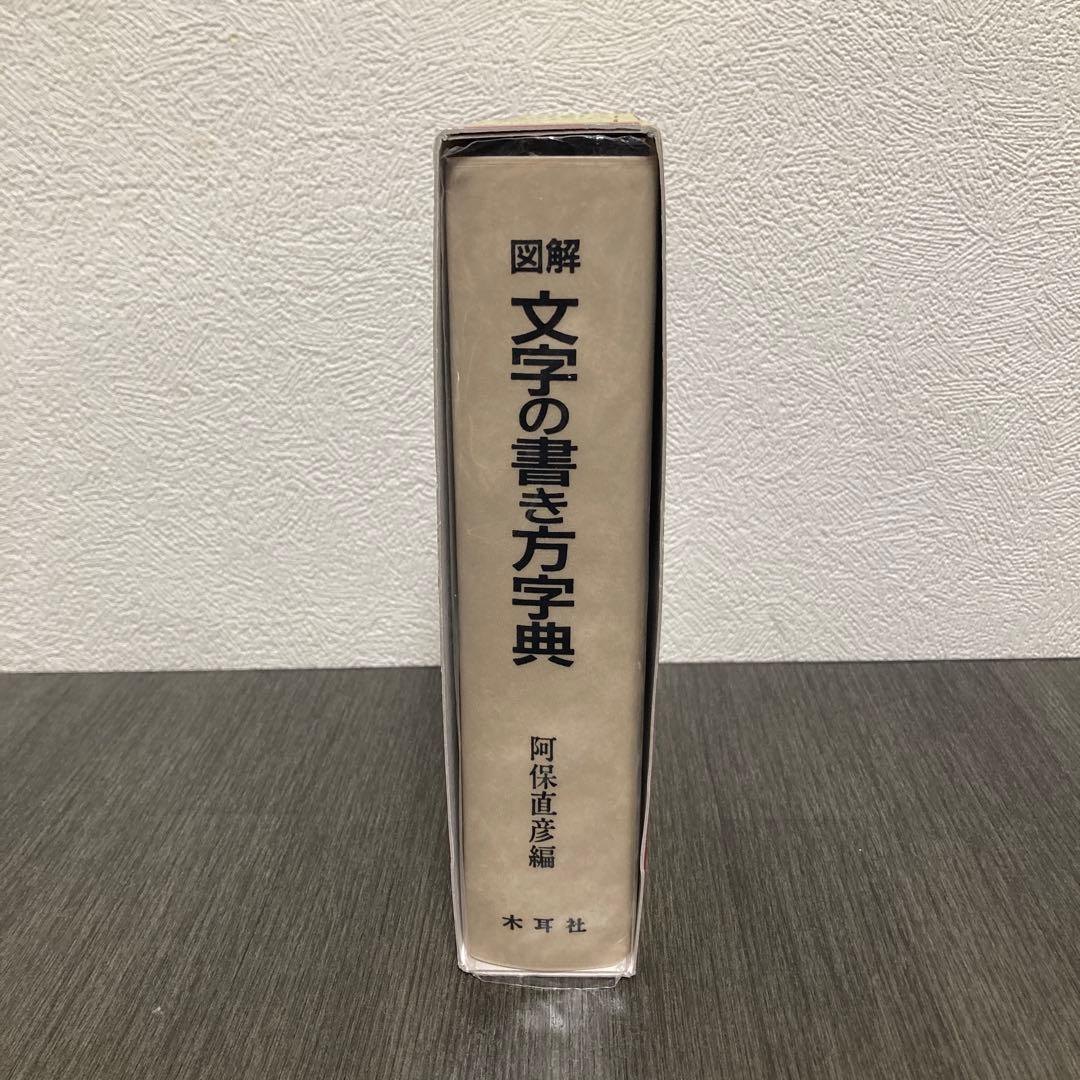 図解
文字の書き方字典
阿保直彦編
木耳社